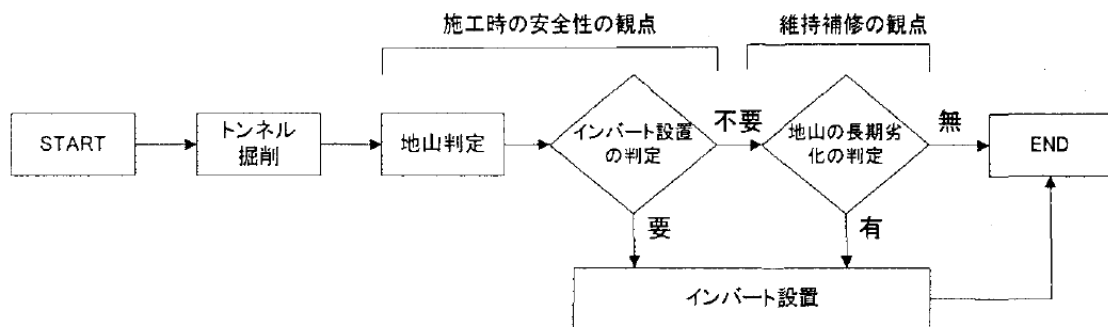 施工時の安全性の観点
維持補修の観点
START
トンネル
掘削
地山判定
インバート設置
の判定
不要
地山の長期劣
化の判定
無
END
要
有
インバート設置